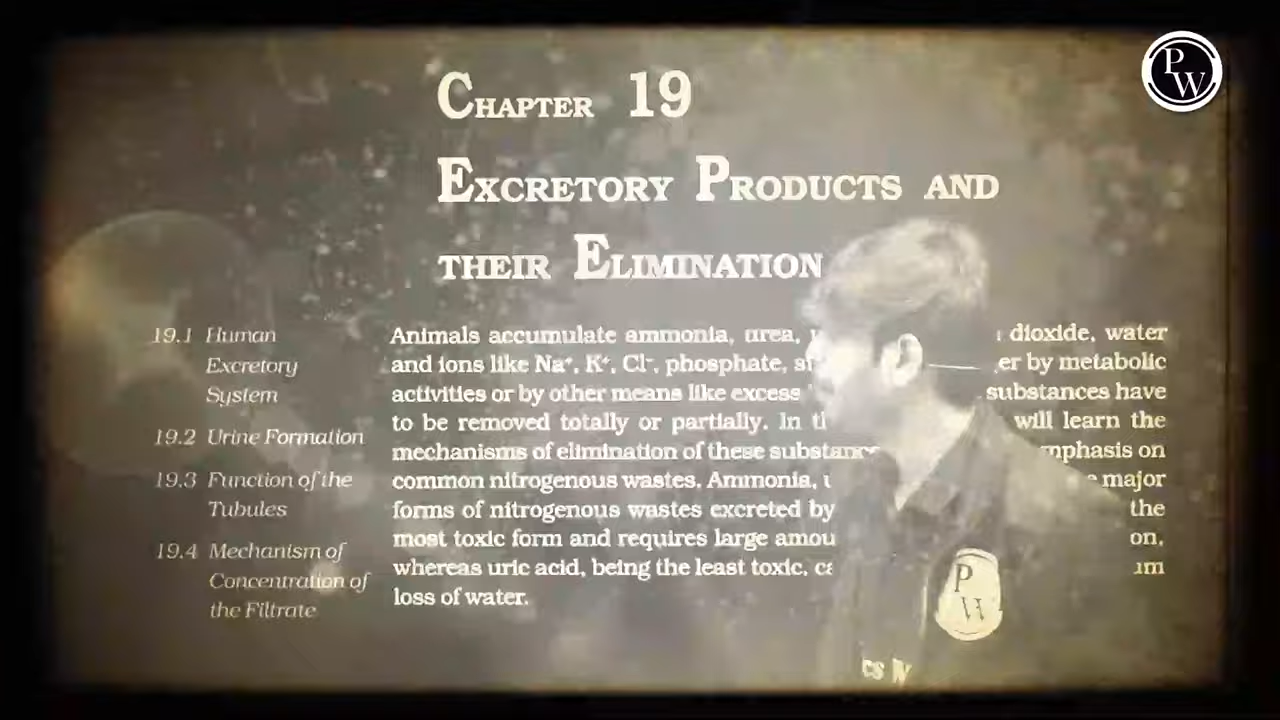 PW
CHAPTER 19
EXCRETORY PRODUCTS AND
THEIR ELIMINATION
19.1 Human
Excretory
System
19.2 Urine Formation
19.3 Function of the
Tubules
19.4 Mechanism of
Concentration of
the Filtrate
Animals accumulate ammonia, urea, dioxide, water
and ions like Na⁺, K⁺, Cl⁻, phosphate, by metabolic
activities or by other means like excess substances have
to be removed totally or partially. In will learn the
mechanisms of elimination of these emphasis on
common nitrogenous wastes. Ammonia, major
forms of nitrogenous wastes excreted by the
most toxic form and requires large on,
whereas uric acid, being the least toxic,
loss of water.
PW